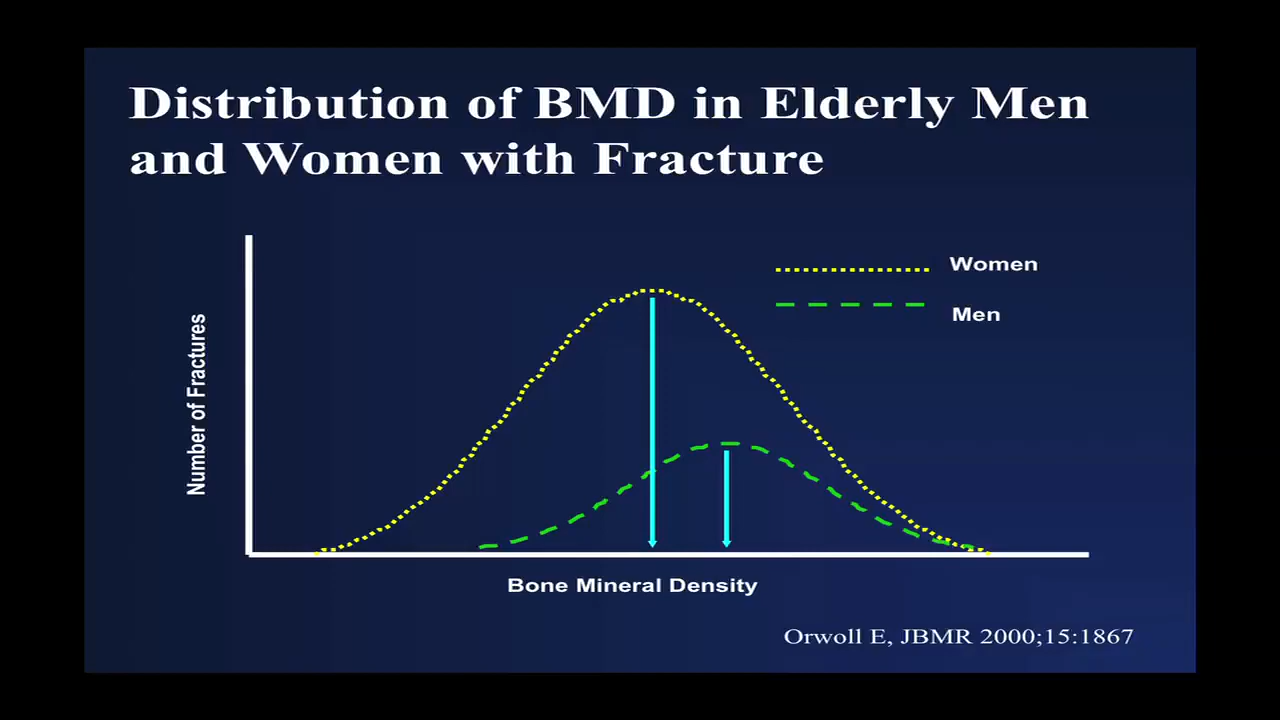 Distribution of BMD in Elderly Men
and Women with Fracture
Women
Men
Number of Fractures
Bone Mineral Density
Orwoll E, JBMR 2000;15:1867